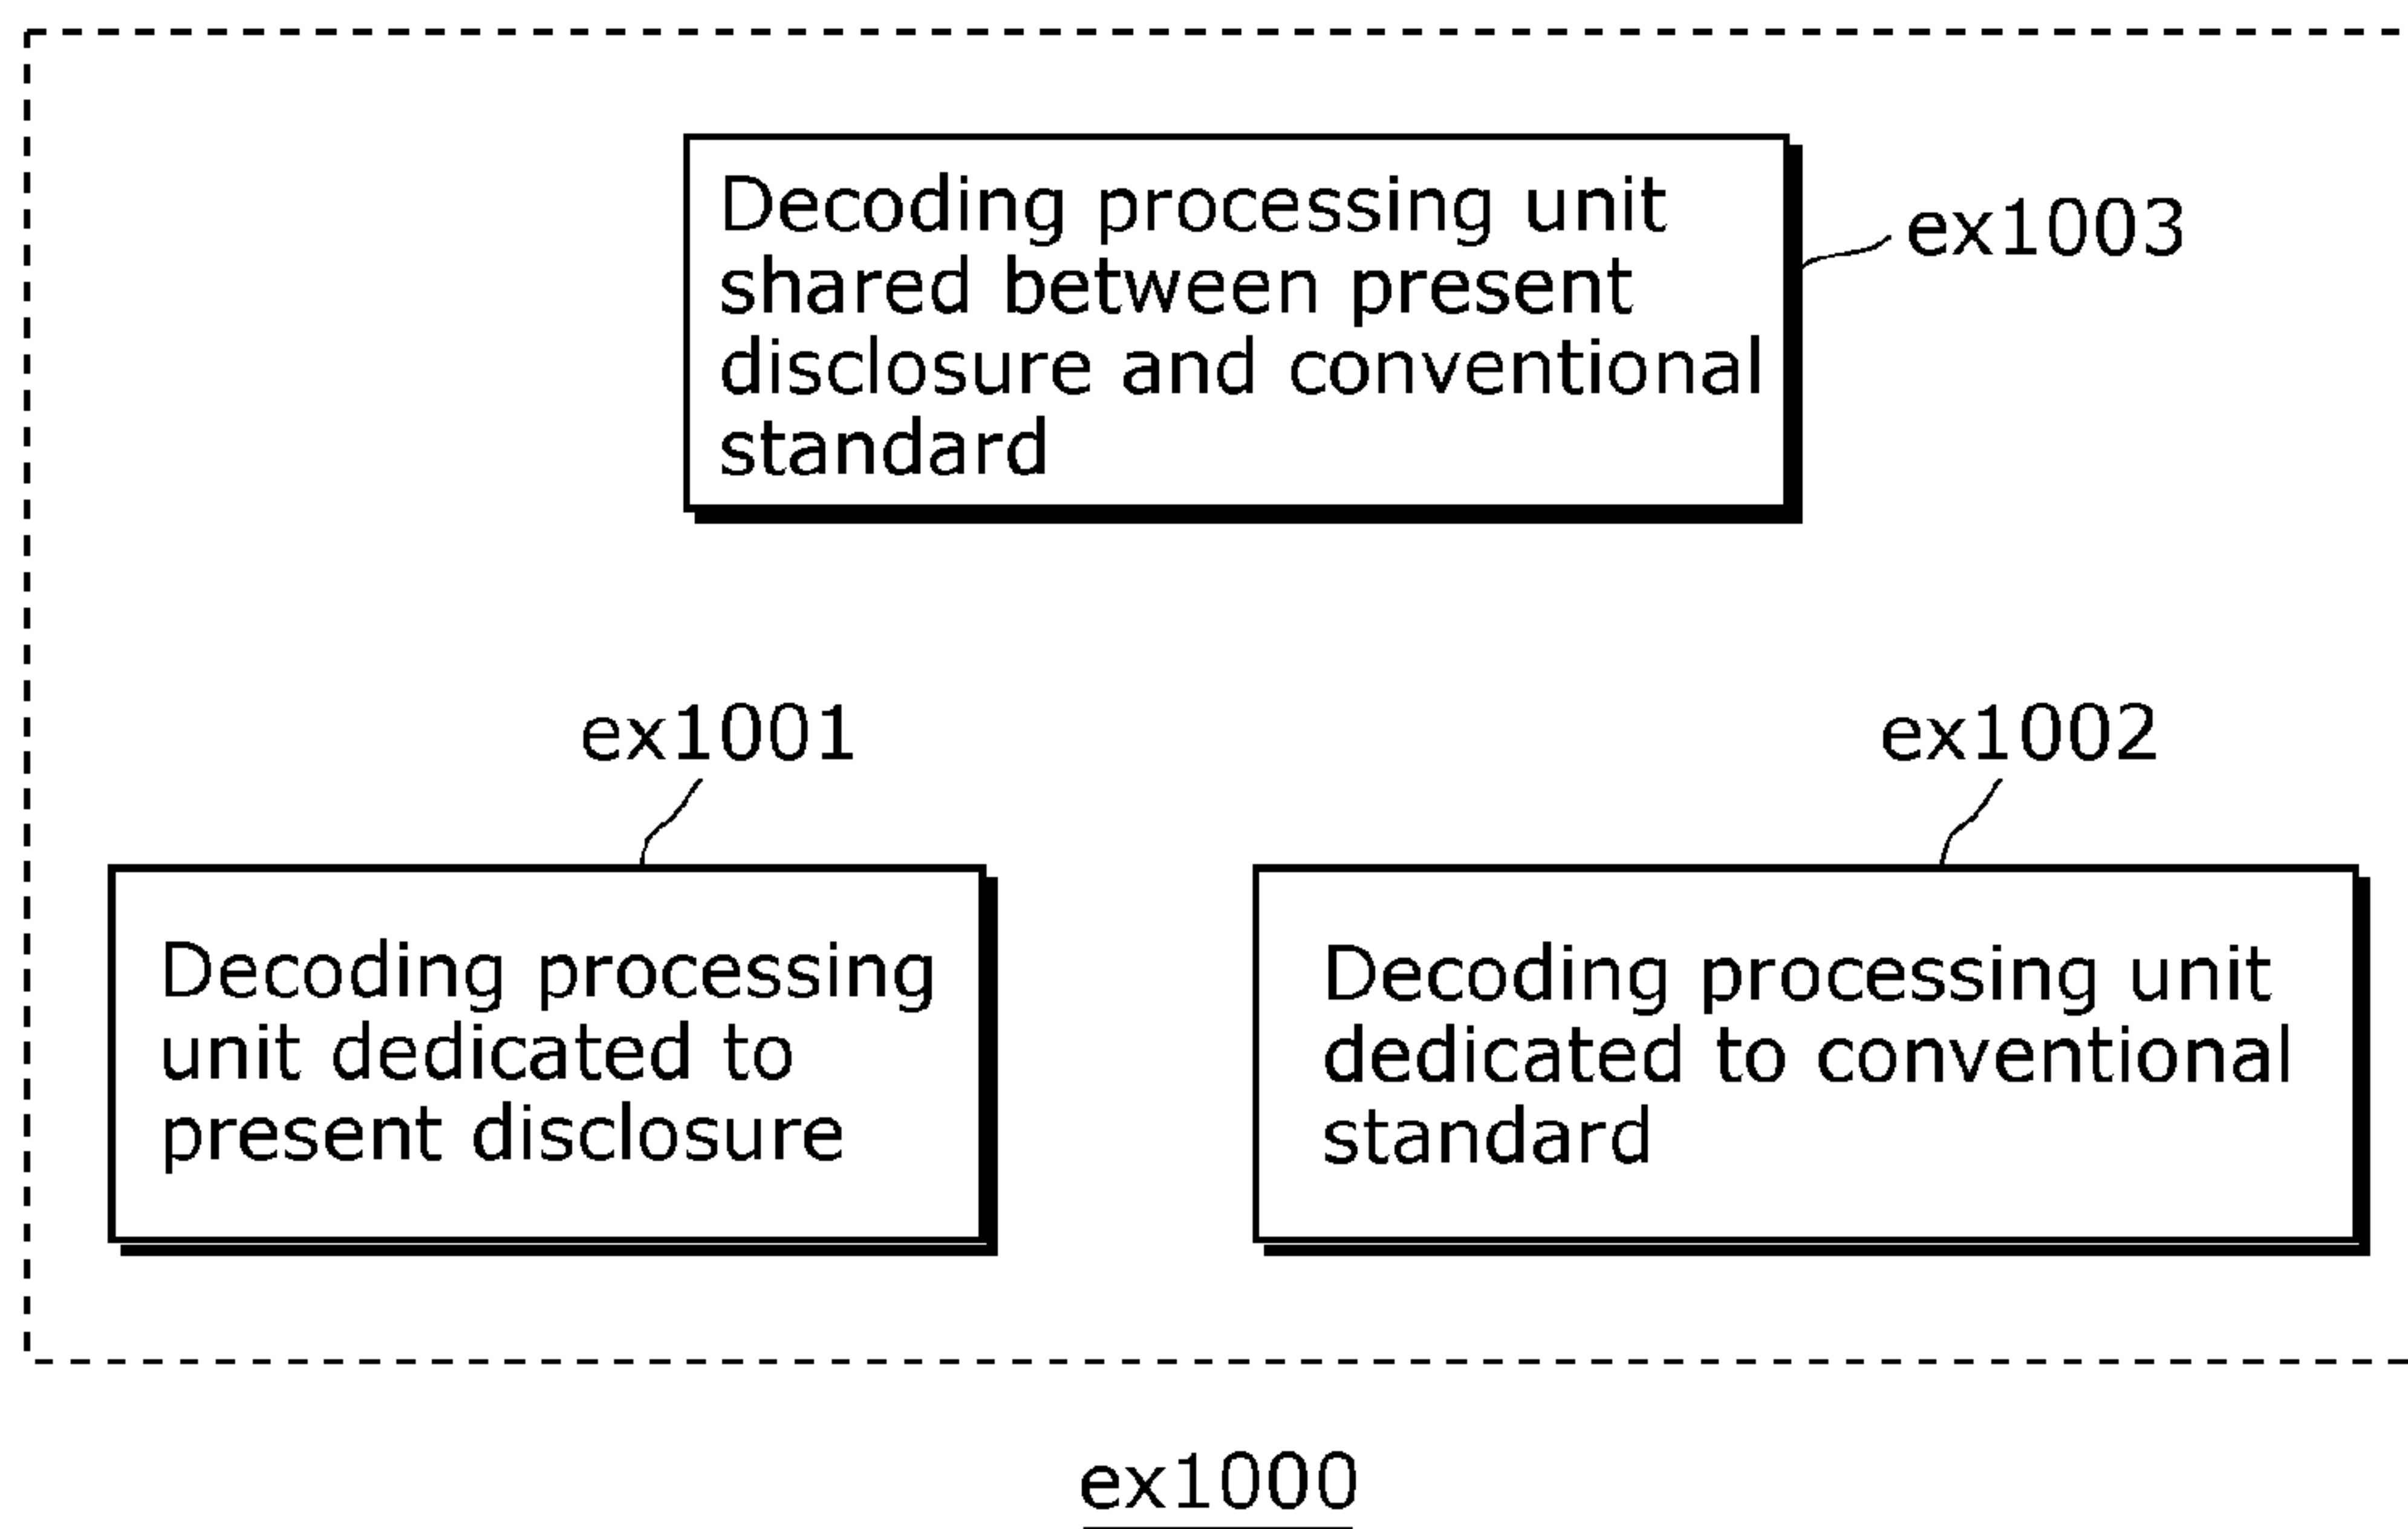 Decoding processing unit
shared between present
disclosure and conventional
standard
ex1003
ex1001
ex1002
Decoding processing
unit dedicated to
present disclosure
Decoding processing unit
dedicated to conventional
standard
ex1000